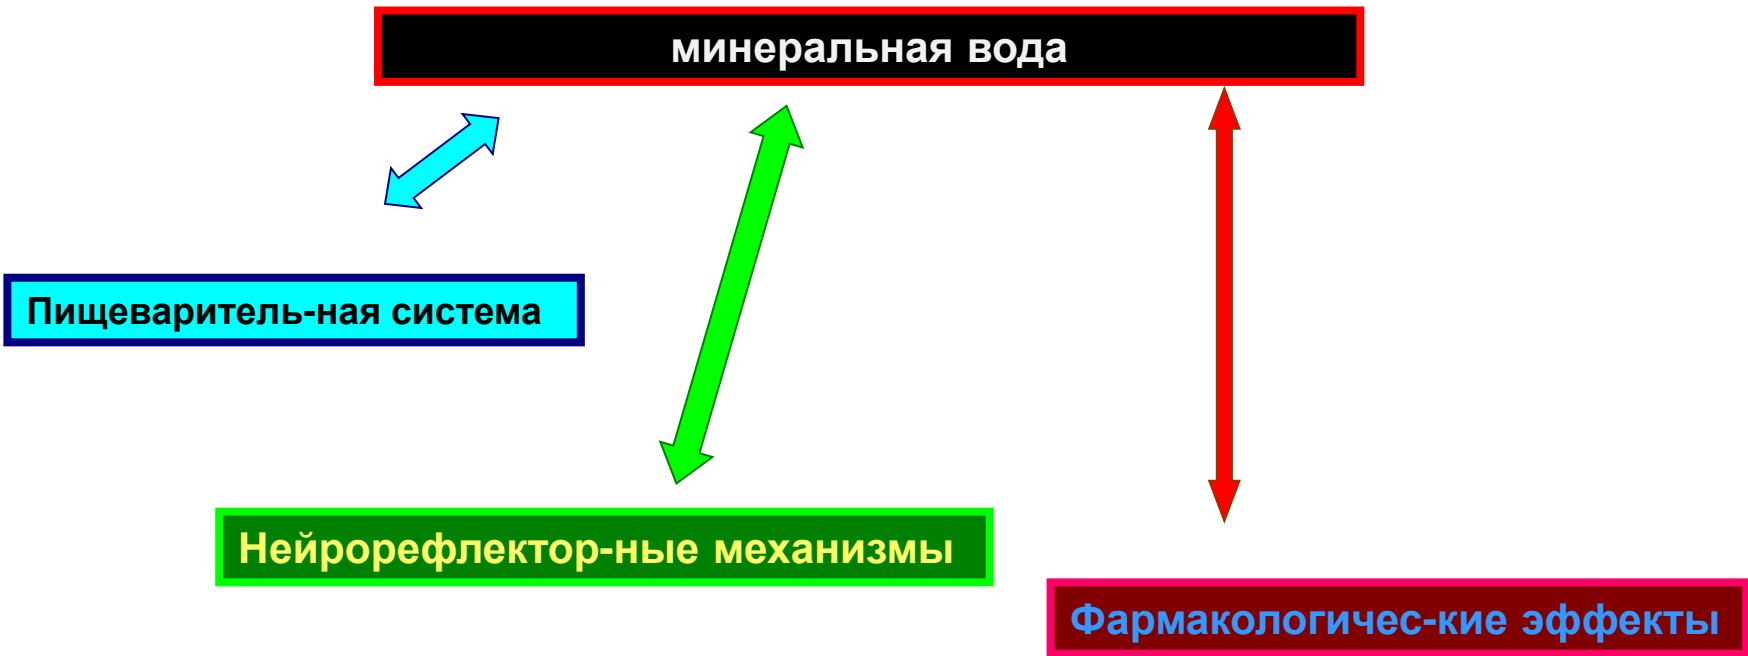 минеральная вода
Пищеваритель-ная система
Нейрорефлектор-ные механизмы
Фармакологичес-кие эффекты